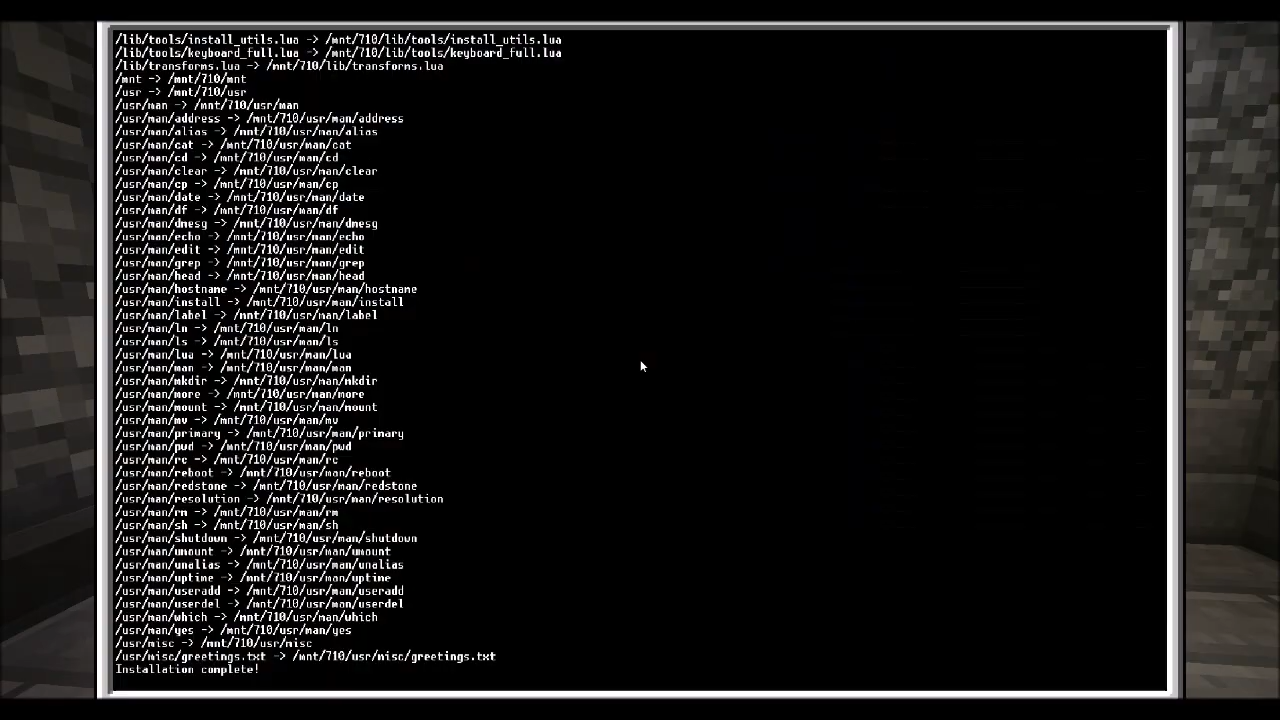 /lib/tools/install_utils.lua -> /mnt/710/lib/tools/install_utils.lua
/lib/tools/keyboard_full.lua -> /mnt/710/lib/tools/keyboard_full.lua
/lib/transforms.lua -> /mnt/710/lib/transforms.lua
/mnt -> /mnt/710/mnt
/usr -> /mnt/710/usr
/usr/man -> /mnt/710/usr/man
/usr/man/address -> /mnt/710/usr/man/address
/usr/man/alias -> /mnt/710/usr/man/alias
/usr/man/cat -> /mnt/710/usr/man/cat
/usr/man/cd -> /mnt/710/usr/man/cd
/usr/man/clear -> /mnt/710/usr/man/clear
/usr/man/cp -> /mnt/710/usr/man/cp
/usr/man/date -> /mnt/710/usr/man/date
/usr/man/df -> /mnt/710/usr/man/df
/usr/man/dmesg -> /mnt/710/usr/man/dmesg
/usr/man/echo -> /mnt/710/usr/man/echo
/usr/man/edit -> /mnt/710/usr/man/edit
/usr/man/grep -> /mnt/710/usr/man/grep
/usr/man/head -> /mnt/710/usr/man/head
/usr/man/hostname -> /mnt/710/usr/man/hostname
/usr/man/install -> /mnt/710/usr/man/install
/usr/man/label -> /mnt/710/usr/man/label
/usr/man/ln -> /mnt/710/usr/man/ln
/usr/man/ls -> /mnt/710/usr/man/ls
/usr/man/lua -> /mnt/710/usr/man/lua
/usr/man/man -> /mnt/710/usr/man/man
/usr/man/mkdir -> /mnt/710/usr/man/mkdir
/usr/man/more -> /mnt/710/usr/man/more
/usr/man/mount -> /mnt/710/usr/man/mount
/usr/man/mv -> /mnt/710/usr/man/mv
/usr/man/primary -> /mnt/710/usr/man/primary
/usr/man/pwd -> /mnt/710/usr/man/pwd
/usr/man/rc -> /mnt/710/usr/man/rc
/usr/man/reboot -> /mnt/710/usr/man/reboot
/usr/man/redstone -> /mnt/710/usr/man/redstone
/usr/man/resolution -> /mnt/710/usr/man/resolution
/usr/man/rm -> /mnt/710/usr/man/rm
/usr/man/sh -> /mnt/710/usr/man/sh
/usr/man/shutdown -> /mnt/710/usr/man/shutdown
/usr/man/umount -> /mnt/710/usr/man/umount
/usr/man/unalias -> /mnt/710/usr/man/unalias
/usr/man/uptime -> /mnt/710/usr/man/uptime
/usr/man/useradd -> /mnt/710/usr/man/useradd
/usr/man/userdel -> /mnt/710/usr/man/userdel
/usr/man/which -> /mnt/710/usr/man/which
/usr/man/yes -> /mnt/710/usr/man/yes
/usr/misc -> /mnt/710/usr/misc
/usr/misc/greetings.txt -> /mnt/710/usr/misc/greetings.txt
Installation complete!